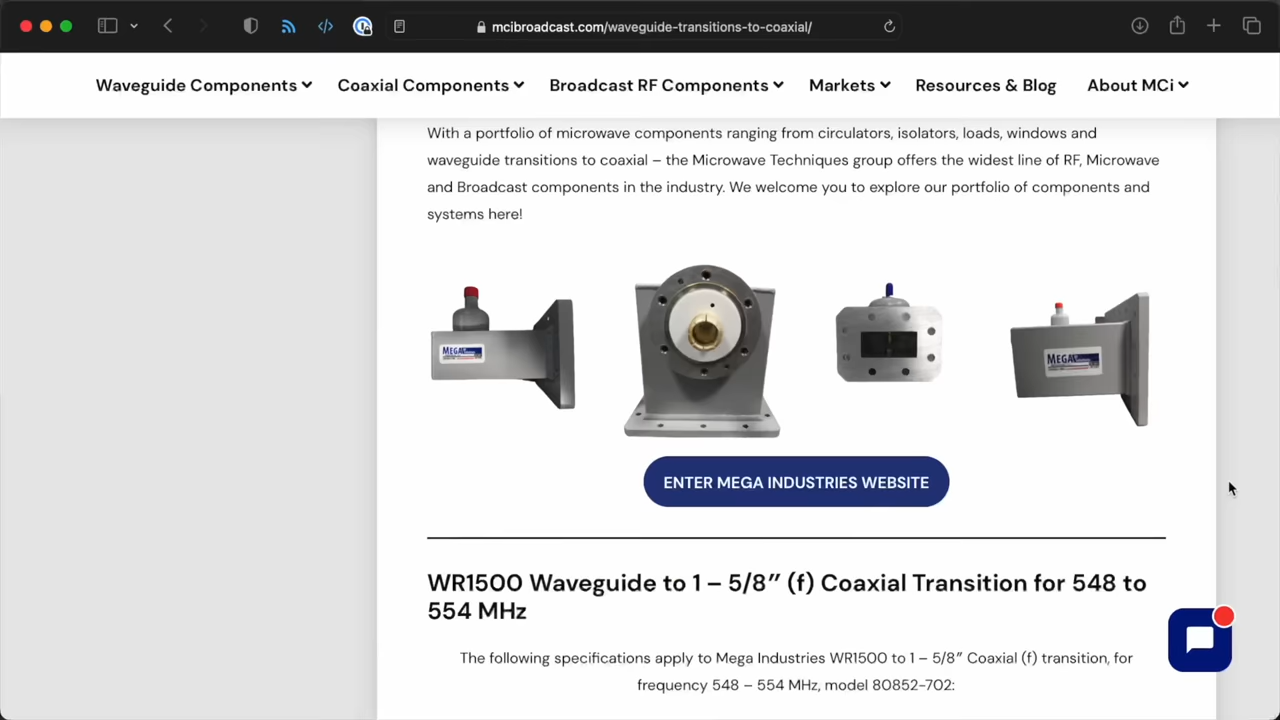 mcibroadcast.com/waveguide-transitions-to-coaxial/
Waveguide Components Coaxial Components Broadcast RF Components Markets Resources & Blog About MCi
With a portfolio of microwave components ranging from circulators, isolators, loads, windows and
waveguide transitions to coaxial – the Microwave Techniques group offers the widest line of RF, Microwave
and Broadcast components in the industry. We welcome you to explore our portfolio of components and
systems here!
MEGA
MEGA
ENTER MEGA INDUSTRIES WEBSITE
WR1500 Waveguide to 1 – 5/8″ (f) Coaxial Transition for 548 to
554 MHz
The following specifications apply to Mega Industries WR1500 to 1 – 5/8″ Coaxial (f) transition, for
frequency 548 – 554 MHz, model 80852-702: